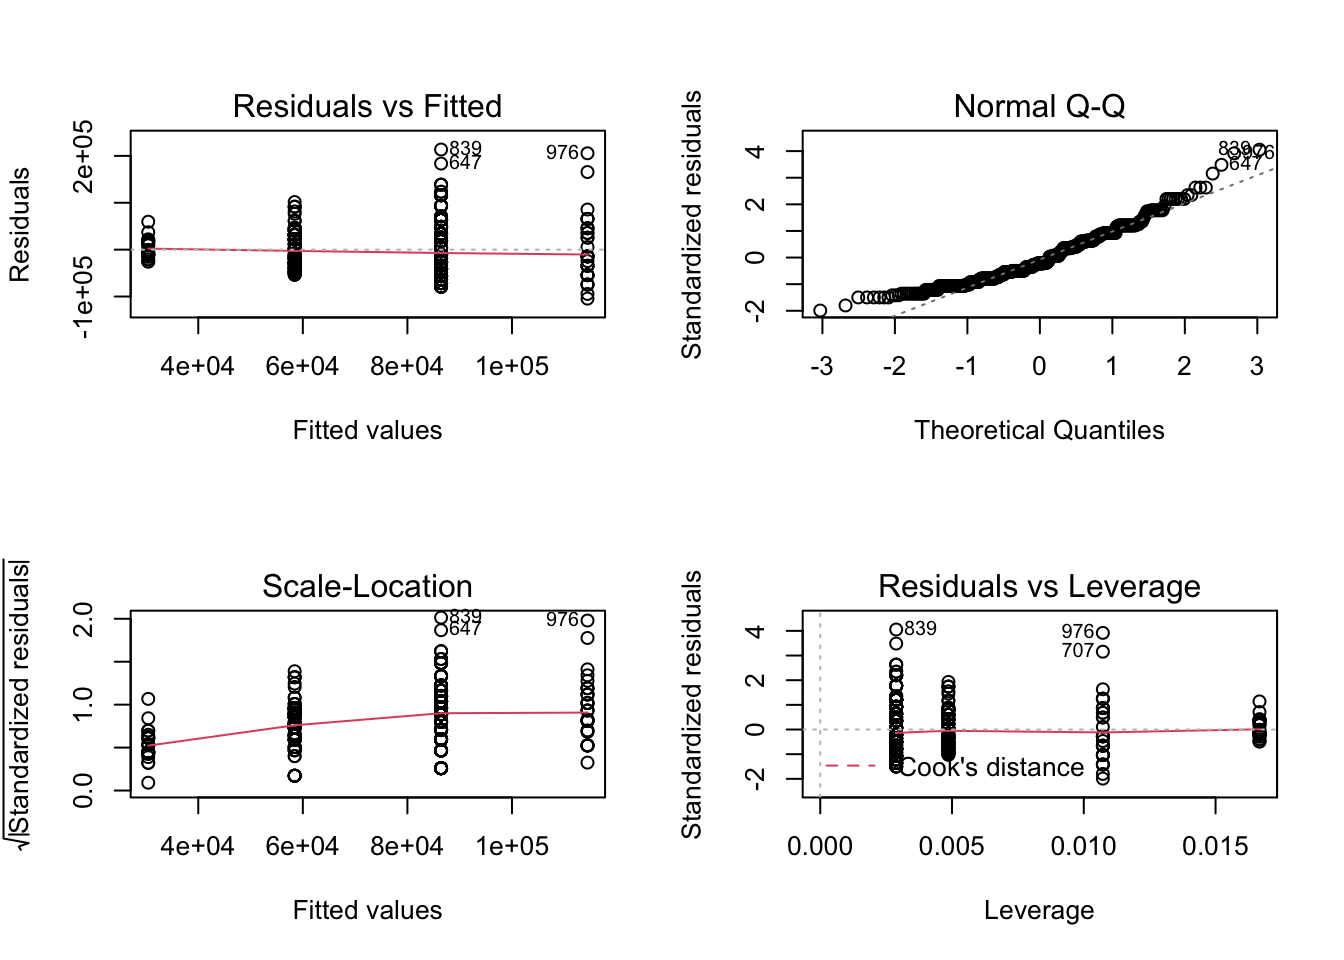 Residuals vs Fitted
Residuals
-1e+05 2e+05
839
647
976
4e+04 6e+04 8e+04 1e+05
Fitted values
Normal Q-Q
Standardized residuals
-2 0 2 4
839
976
647
-3 -2 -1 0 1 2 3
Theoretical Quantiles
Scale-Location
√|Standardized residuals|
0.0 1.0 2.0
839
647
976
4e+04 6e+04 8e+04 1e+05
Fitted values
Residuals vs Leverage
Standardized residuals
-2 0 2 4
839
976
707
Cook's distance
0.000 0.005 0.010 0.015
Leverage